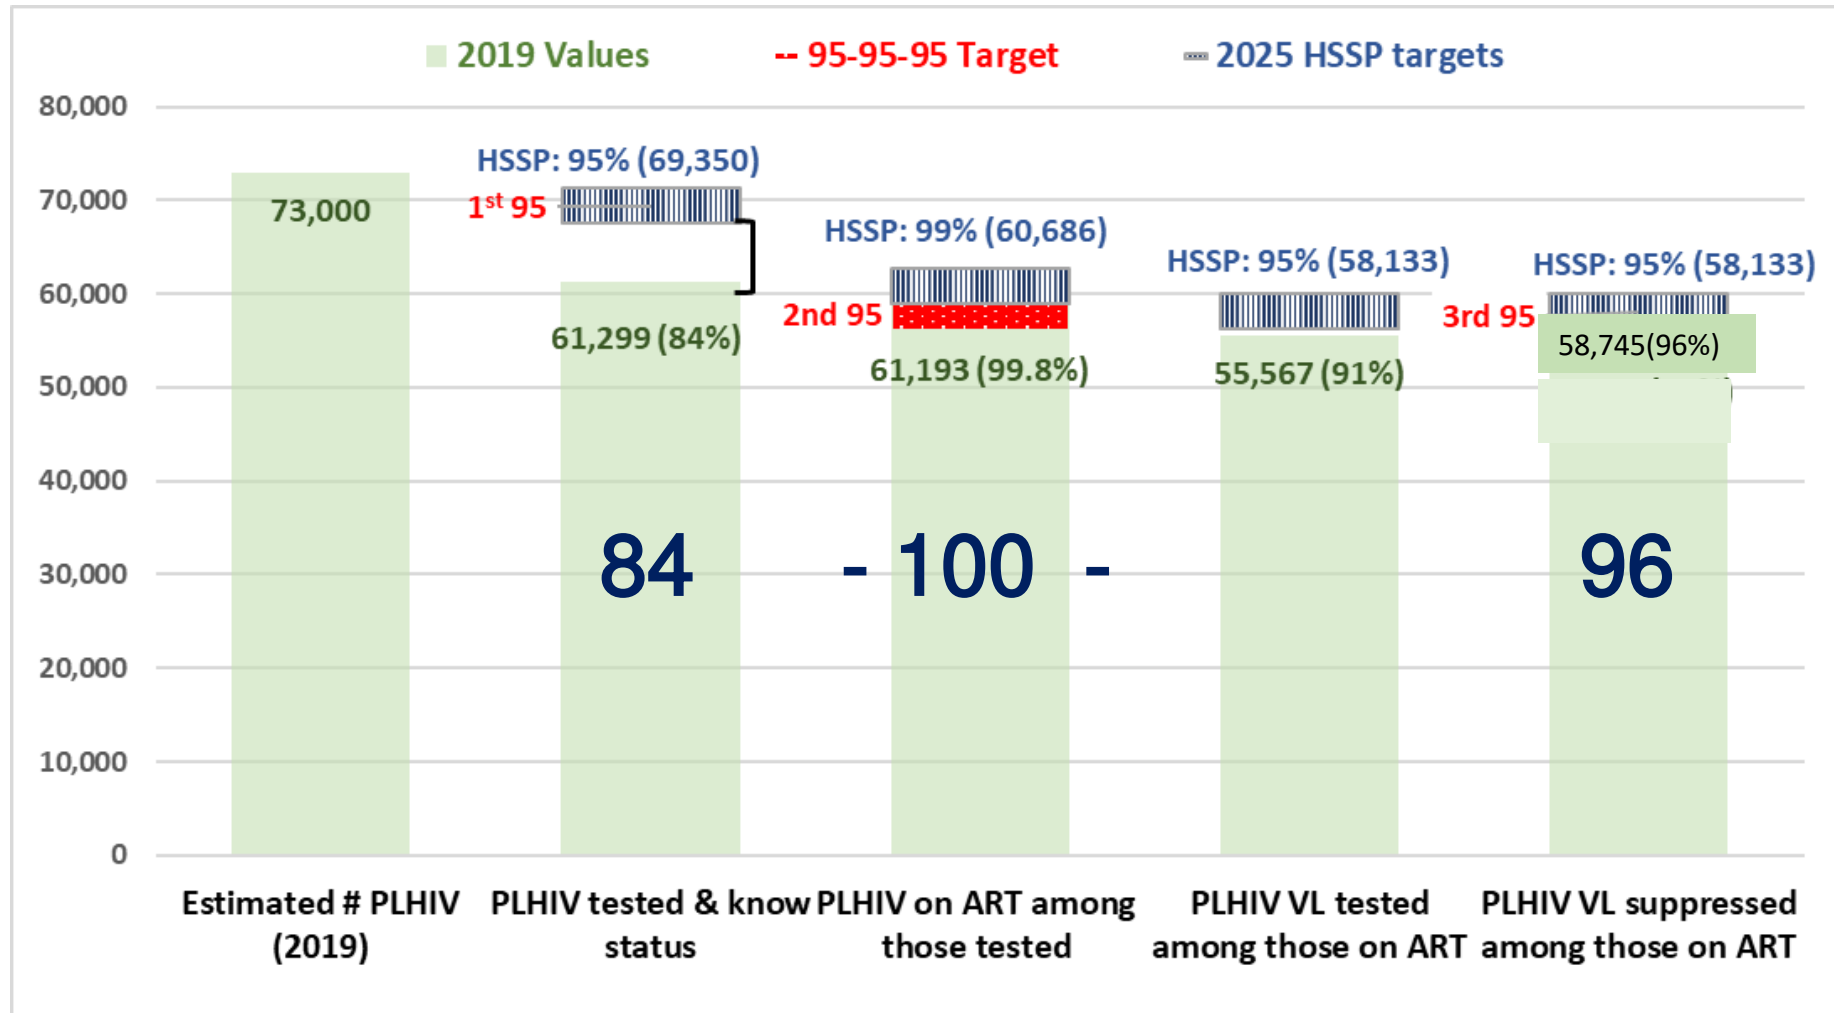 2019 Values
95-95-95 Target
2025 HSSP targets
80,000
70,000
60,000
50,000
40,000
30,000
20,000
10,000
0
73,000
HSSP: 95% (69,350)
1st 95
61,299 (84%)
HSSP: 99% (60,686)
2nd 95
61,193 (99.8%)
HSSP: 95% (58,133)
55,567 (91%)
HSSP: 95% (58,133)
3rd 95
58,745(96%)
84 - 100 - 96
Estimated # PLHIV
(2019)
PLHIV tested & know
status
PLHIV on ART among
those tested
PLHIV VL tested
among those on ART
PLHIV VL suppressed
among those on ART